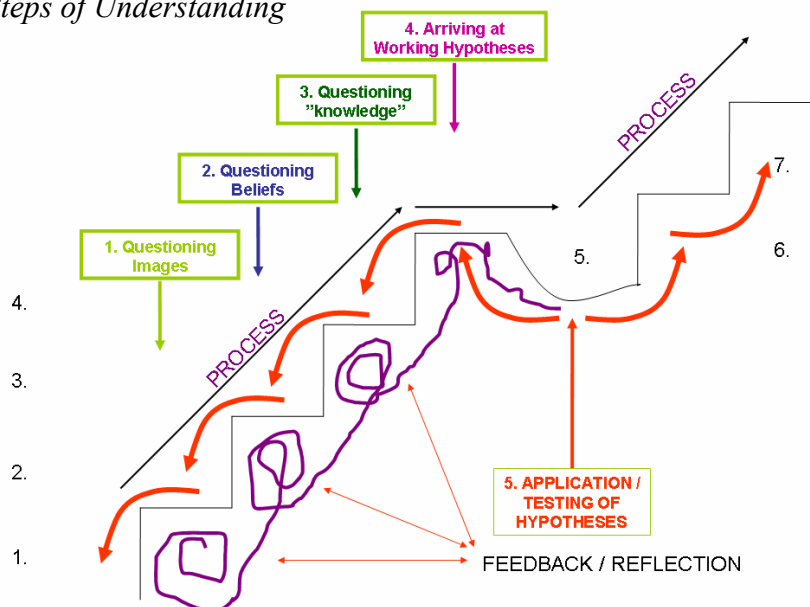 Steps of Understanding
4. Arriving at
Working Hypotheses
3. Questioning
”knowledge”
2. Questioning
Beliefs
1. Questioning
Images
PROCESS
PROCESS
7.
6.
5.
4.
3.
2.
1.
5. APPLICATION /
TESTING OF
HYPOTHESES
FEEDBACK / REFLECTION